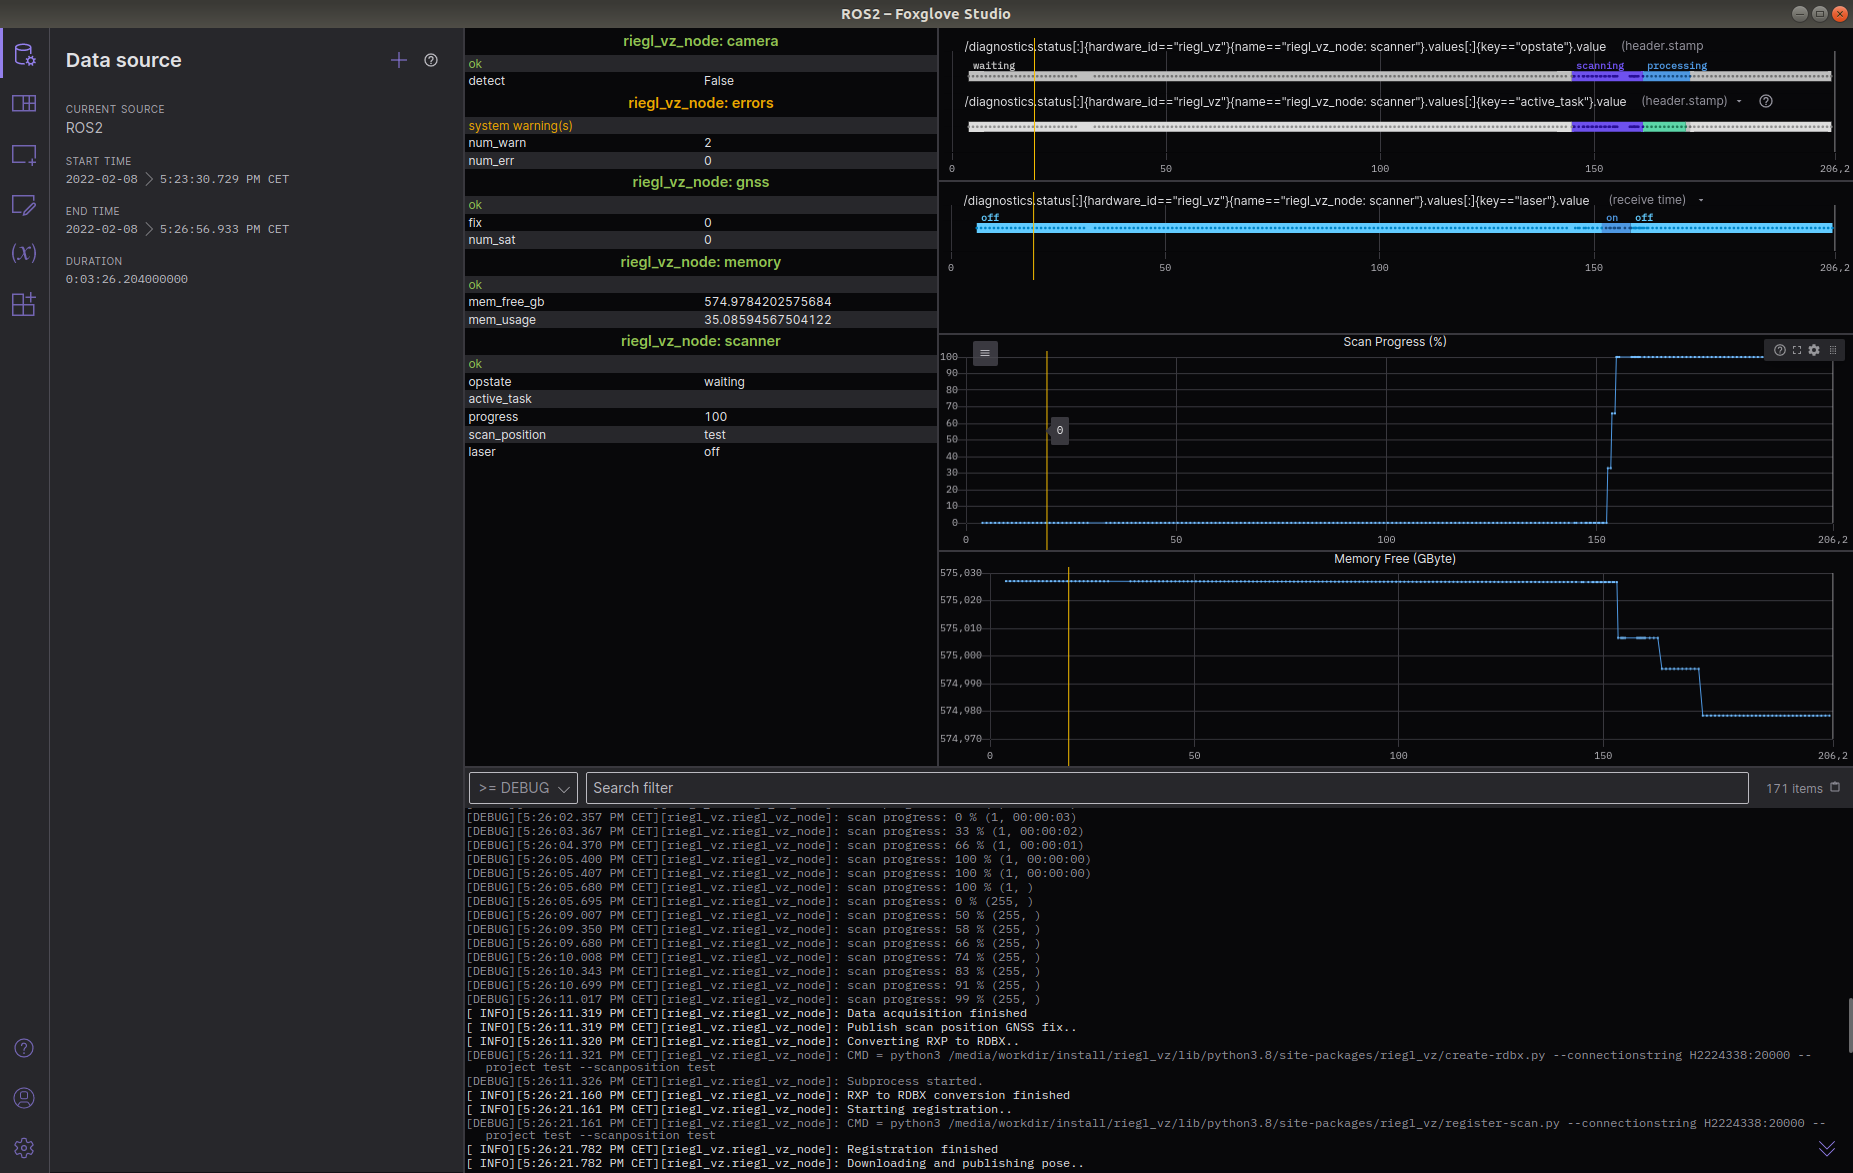 ROS2 – Foxglove Studio
Data source
CURRENT SOURCE
ROS2
START TIME
2022-02-08 > 5:23:30.729 PM CET
END TIME
2022-02-08 > 5:26:56.933 PM CET
DURATION
0:03:26.204000000
riegl_vz_node: camera
ok
detect False
riegl_vz_node: errors
system warning(s)
num_warn 2
num_err 0
riegl_vz_node: gnss
ok
fix 0
num_sat 0
riegl_vz_node: memory
ok
mem_free_gb 574.9784202575684
mem_usage 35.08594567504122
riegl_vz_node: scanner
ok
opstate waiting
active_task
progress 100
scan_position test
laser off
/diagnostics.status[:]{hardware_id=="riegl_vz"}{name=="riegl_vz_node: scanner"}.values[:]{key=="opstate"}.value (header.stamp
waiting scanning processing
/diagnostics.status[:]{hardware_id=="riegl_vz"}{name=="riegl_vz_node: scanner"}.values[:]{key=="active_task"}.value (header.stamp)
0 50 100 150 206,2
/diagnostics.status[:]{hardware_id=="riegl_vz"}{name=="riegl_vz_node: scanner"}.values[:]{key=="laser"}.value (receive time)
off on off
0 50 100 150 206,2
Scan Progress (%)
100
90
80
70
60
50
40
30
20
10
0
0
0 50 100 150 206,2
Memory Free (GByte)
575,030
575,020
575,010
575,000
574,990
574,980
574,970
0 50 100 150 206,2
>= DEBUG Search filter 171 items
[DEBUG][5:26:02.357 PM CET][riegl_vz.riegl_vz_node]: scan progress: 0 % (1, 00:00:03)
[DEBUG][5:26:03.367 PM CET][riegl_vz.riegl_vz_node]: scan progress: 33 % (1, 00:00:02)
[DEBUG][5:26:04.370 PM CET][riegl_vz.riegl_vz_node]: scan progress: 66 % (1, 00:00:01)
[DEBUG][5:26:05.400 PM CET][riegl_vz.riegl_vz_node]: scan progress: 100 % (1, 00:00:00)
[DEBUG][5:26:05.407 PM CET][riegl_vz.riegl_vz_node]: scan progress: 100 % (1, 00:00:00)
[DEBUG][5:26:05.680 PM CET][riegl_vz.riegl_vz_node]: scan progress: 100 % (1, )
[DEBUG][5:26:05.695 PM CET][riegl_vz.riegl_vz_node]: scan progress: 0 % (255, )
[DEBUG][5:26:09.007 PM CET][riegl_vz.riegl_vz_node]: scan progress: 50 % (255, )
[DEBUG][5:26:09.350 PM CET][riegl_vz.riegl_vz_node]: scan progress: 58 % (255, )
[DEBUG][5:26:09.680 PM CET][riegl_vz.riegl_vz_node]: scan progress: 66 % (255, )
[DEBUG][5:26:10.008 PM CET][riegl_vz.riegl_vz_node]: scan progress: 74 % (255, )
[DEBUG][5:26:10.343 PM CET][riegl_vz.riegl_vz_node]: scan progress: 83 % (255, )
[DEBUG][5:26:10.699 PM CET][riegl_vz.riegl_vz_node]: scan progress: 91 % (255, )
[DEBUG][5:26:11.017 PM CET][riegl_vz.riegl_vz_node]: scan progress: 99 % (255, )
[ INFO][5:26:11.319 PM CET][riegl_vz.riegl_vz_node]: Data acquisition finished
[ INFO][5:26:11.319 PM CET][riegl_vz.riegl_vz_node]: Publish scan position GNSS fix..
[ INFO][5:26:11.320 PM CET][riegl_vz.riegl_vz_node]: Converting RXP to RDBX..
[DEBUG][5:26:11.321 PM CET][riegl_vz.riegl_vz_node]: CMD = python3 /media/workdir/install/riegl_vz/lib/python3.8/site-packages/riegl_vz/create-rdbx.py --connectionstring H2224338:20000 --
project test --scanposition test
[DEBUG][5:26:11.326 PM CET][riegl_vz.riegl_vz_node]: Subprocess started.
[ INFO][5:26:21.160 PM CET][riegl_vz.riegl_vz_node]: RXP to RDBX conversion finished
[ INFO][5:26:21.161 PM CET][riegl_vz.riegl_vz_node]: Starting registration..
[DEBUG][5:26:21.161 PM CET][riegl_vz.riegl_vz_node]: CMD = python3 /media/workdir/install/riegl_vz/lib/python3.8/site-packages/riegl_vz/register-scan.py --connectionstring H2224338:20000 --
project test --scanposition test
[ INFO][5:26:21.782 PM CET][riegl_vz.riegl_vz_node]: Registration finished
[ INFO][5:26:21.782 PM CET][riegl_vz.riegl_vz_node]: Downloading and publishing pose..